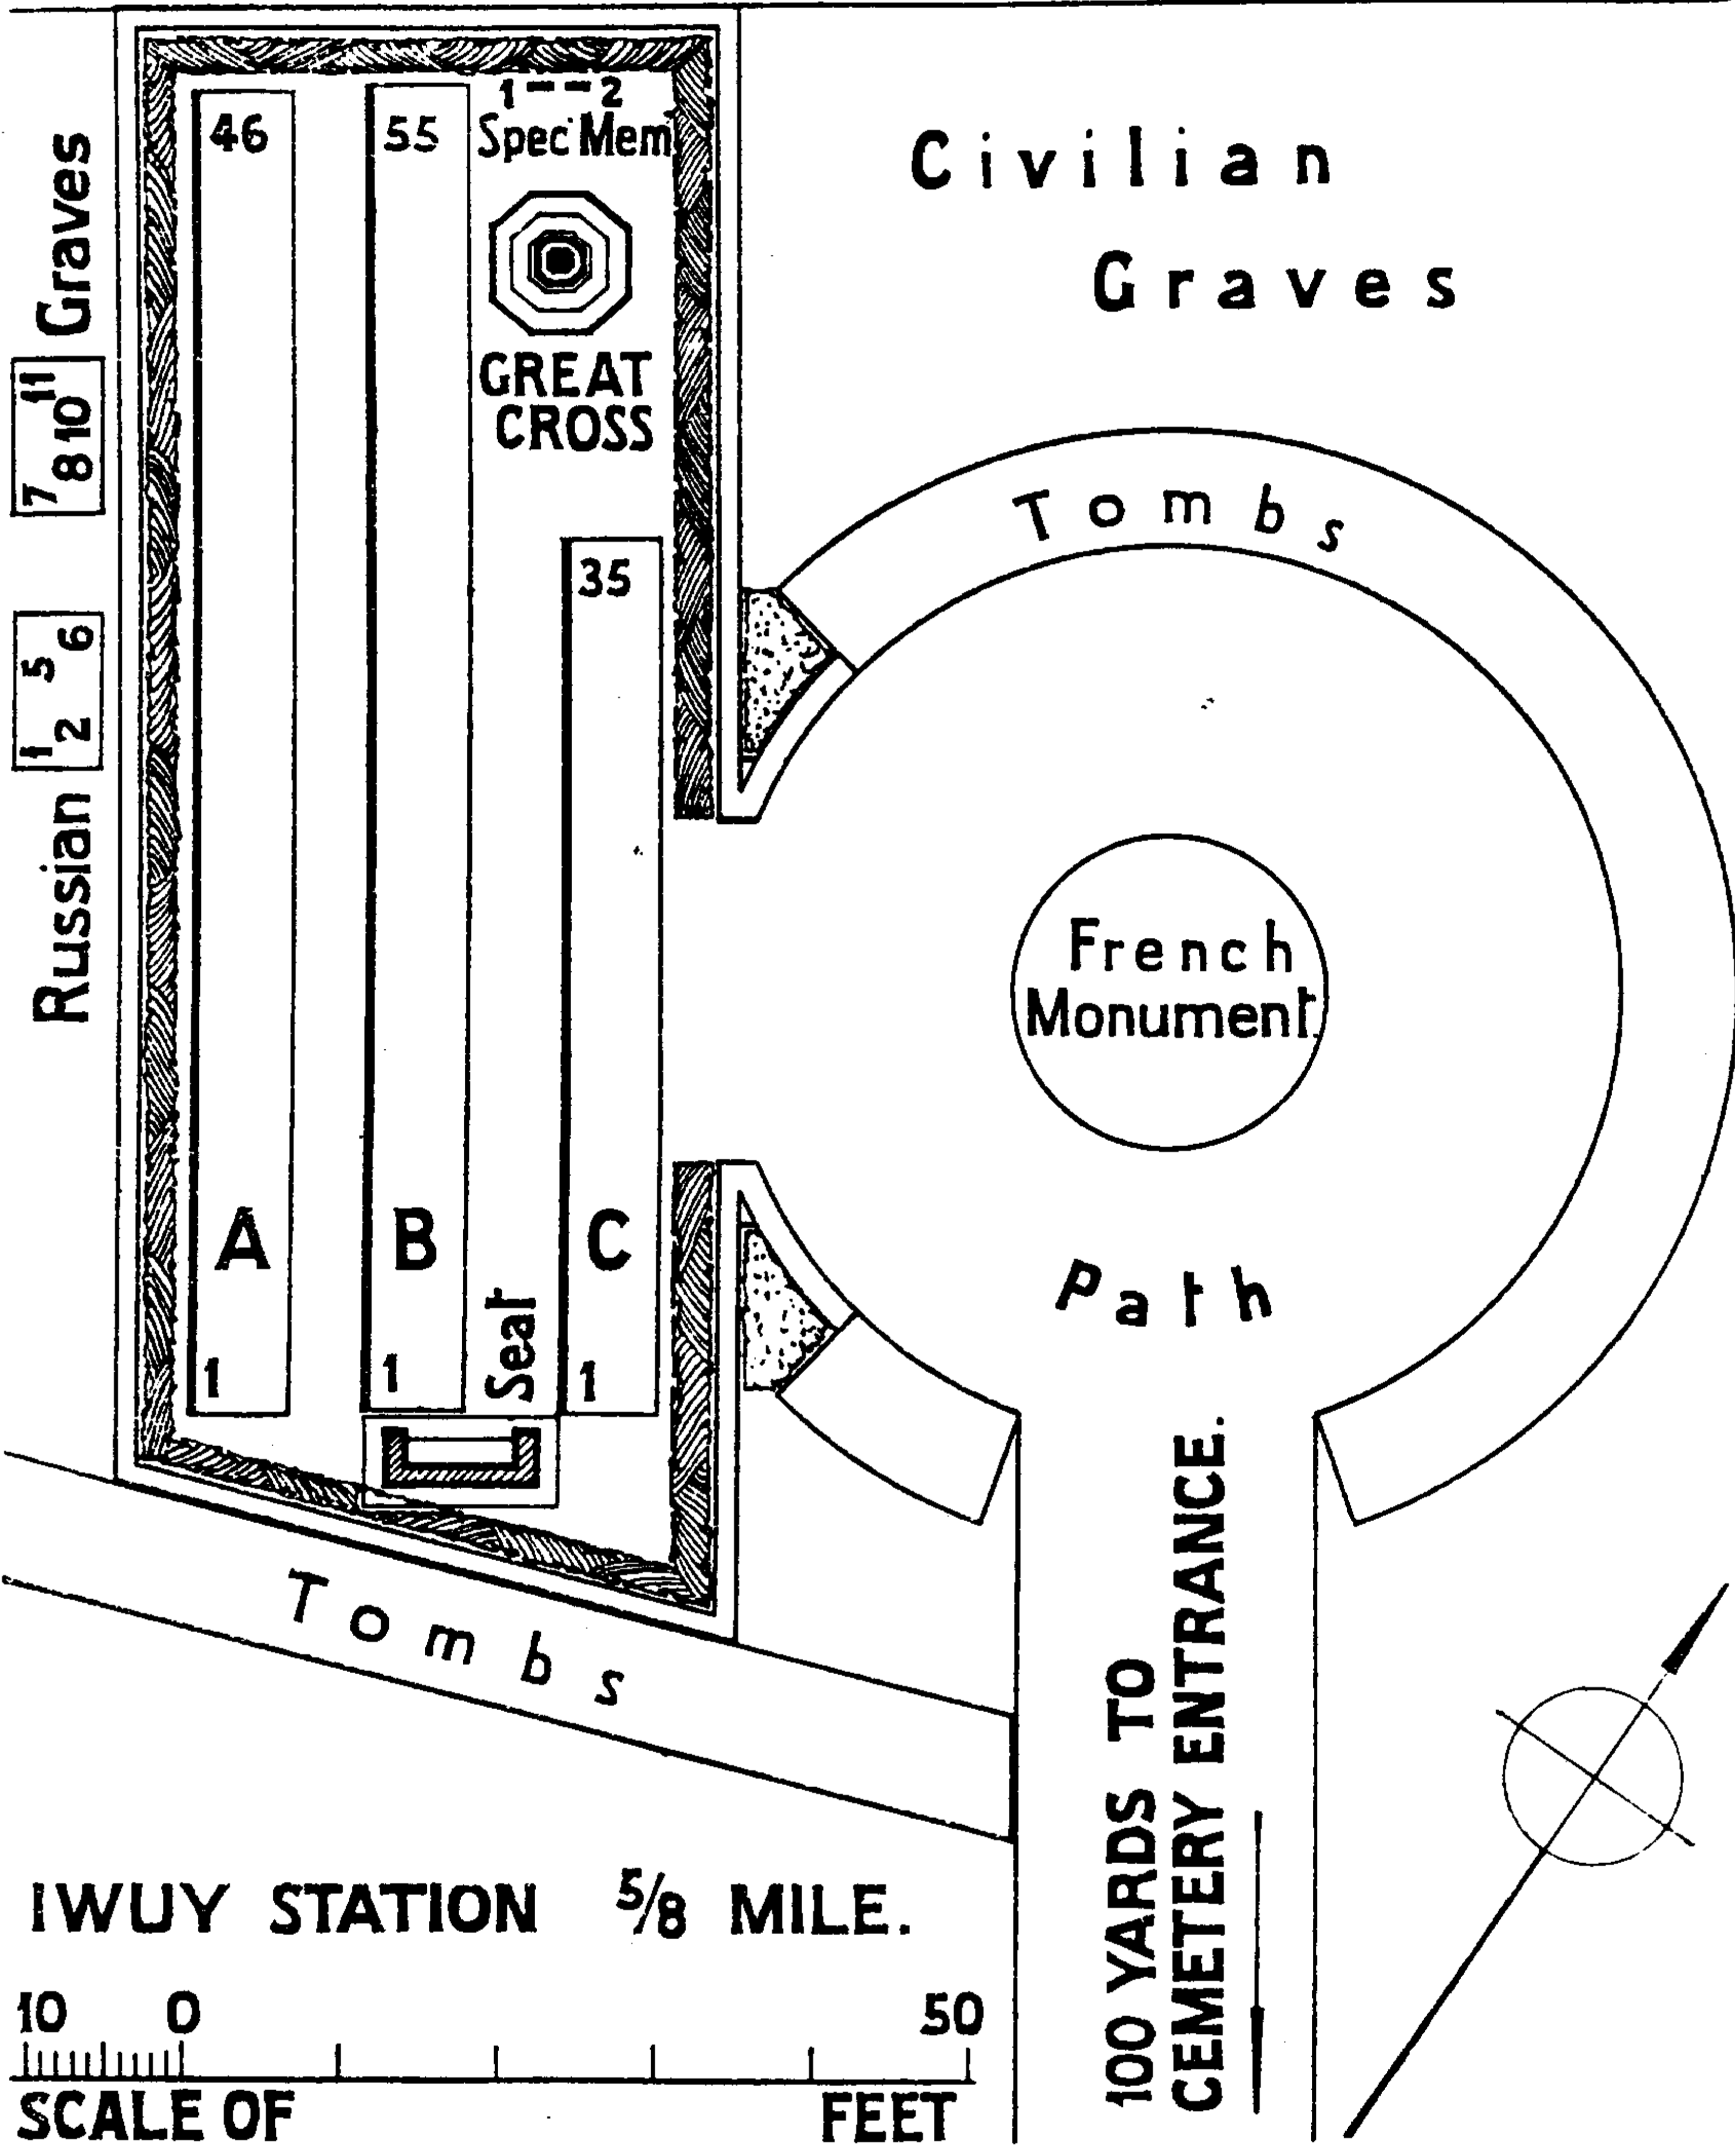 46
55
1 - - 2
Spec Mem
Civilian
Graves
GREAT
CROSS
Russian Graves
7 8 10 11
1 2 5 6
35
Tombs
French
Monument.
A
B
C
Seat
1
1
1
Path
Tombs
100 YARDS TO
CEMETERY ENTRANCE.
IWUY STATION 5/8 MILE.
10 0 50
SCALE OF FEET